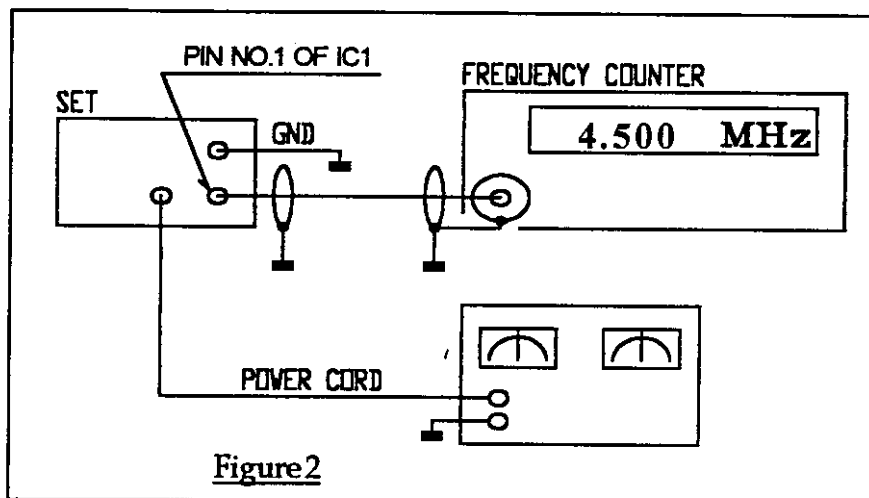 PIN NO.1 OF IC1
FREQUENCY COUNTER
SET
4.500 MHz
GND
POWER CORD
Figure2